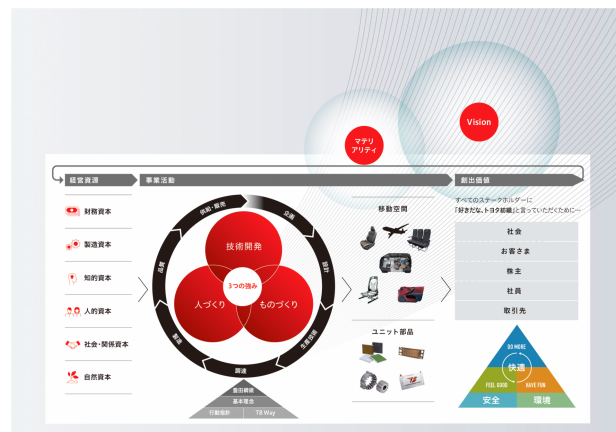 Vision
マテリ
アリティ
経営資源
事業活動
創出価値
財務資本
製造資本
知的資本
人的資本
社会・関係資本
自然資本
企画
設計
生産技術
調達
製造
品質
供給・販売
技術開発
3つの強み
人づくり
ものづくり
豊田綱領
基本理念
行動指針
TB Way
移動空間
ユニット部品
すべてのステークホルダーに
「好きだな、トヨタ紡織」と言っていただくために―
社会
お客さま
株主
社員
取引先
DO MORE
快適
FEEL GOOD
HAVE FUN
安全
環境